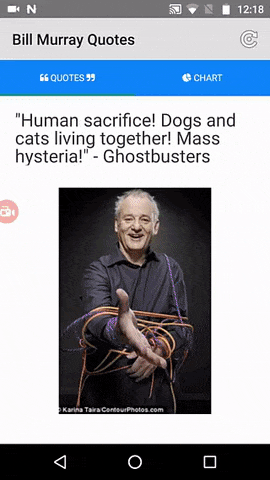 12:18
Bill Murray Quotes
❝ QUOTES ❞
CHART
"Human sacrifice! Dogs and
cats living together! Mass
hysteria!" - Ghostbusters
© Karina Taira/ContourPhotos.com